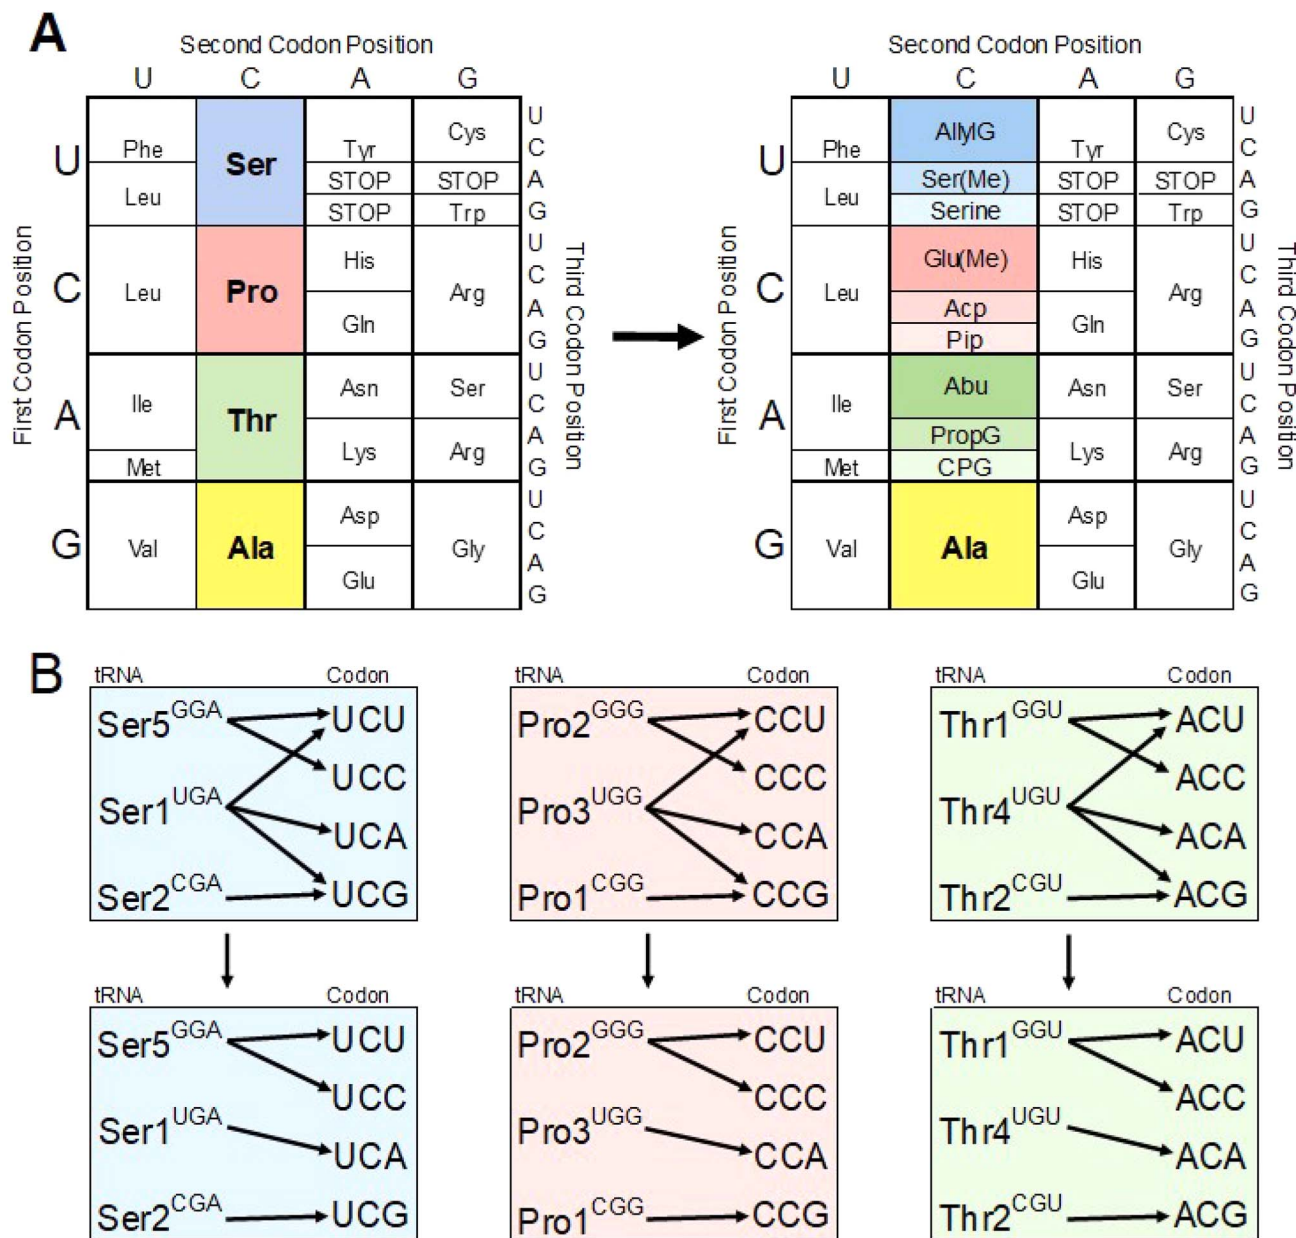 A
Second Codon Position
U C A G
First Codon Position
U
C
A
G
Phe
Leu
Leu
Ile
Met
Val
Ser
Pro
Thr
Ala
Tyr
STOP
STOP
His
Gln
Asn
Lys
Asp
Glu
Cys
STOP
Trp
Arg
Ser
Arg
Gly
U
C
A
G
U
C
A
G
U
C
A
G
U
C
A
G
Third Codon Position
Second Codon Position
U C A G
First Codon Position
U
C
A
G
Phe
Leu
Leu
Ile
Met
Val
AllylG
Ser(Me)
Serine
Glu(Me)
Acp
Pip
Abu
PropG
CPG
Ala
Tyr
STOP
STOP
His
Gln
Asn
Lys
Asp
Glu
Cys
STOP
Trp
Arg
Ser
Arg
Gly
U
C
A
G
U
C
A
G
U
C
A
G
U
C
A
G
Third Codon Position
B
tRNA Codon
Ser5GGA UCU
UCC
Ser1UGA
UCA
Ser2CGA UCG
tRNA Codon
Pro2GGG CCU
CCC
Pro3UGG
CCA
Pro1CGG CCG
tRNA Codon
Thr1GGU ACU
ACC
Thr4UGU
ACA
Thr2CGU ACG
tRNA Codon
Ser5GGA UCU
UCC
Ser1UGA
UCA
Ser2CGA UCG
tRNA Codon
Pro2GGG CCU
CCC
Pro3UGG
CCA
Pro1CGG CCG
tRNA Codon
Thr1GGU ACU
ACC
Thr4UGU
ACA
Thr2CGU ACG